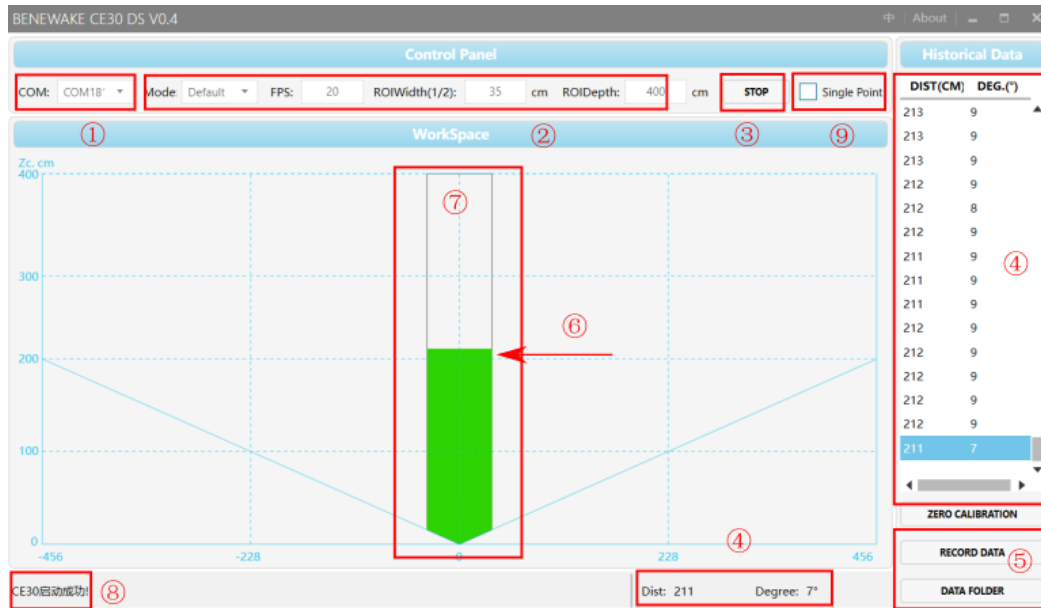 BENEWAKE CE30 DS V0.4 中 About
Control Panel
COM: COM18 Mode: Default FPS: 20 ROIWidth(1/2): 35 cm ROIDepth: 400 cm STOP Single Point
① ② ③ ⑨
WorkSpace
Zc. cm
400
300
200
100
0
-456 -228 0 228 456
⑦
⑥
④
Historical Data
DIST(CM) DEG.(°)
213 9
213 9
213 9
212 9
212 8
212 9
211 9
211 9
211 9
212 9
212 9
212 9
212 9
212 9
211 7
④
ZERO CALIBRATION
RECORD DATA
⑤
DATA FOLDER
CE30启动成功! ⑧
Dist: 211 Degree: 7°